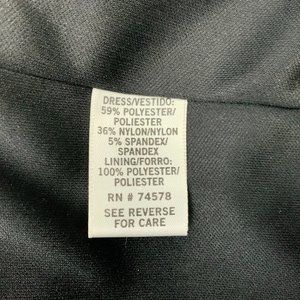 DRESS/VESTIDO:
59% POLYESTER/
POLIESTER
36% NYLON/NYLON
5% SPANDEX/
SPANDEX
LINING/FORRO:
100% POLYESTER/
POLIESTER
RN # 74578
SEE REVERSE
FOR CARE